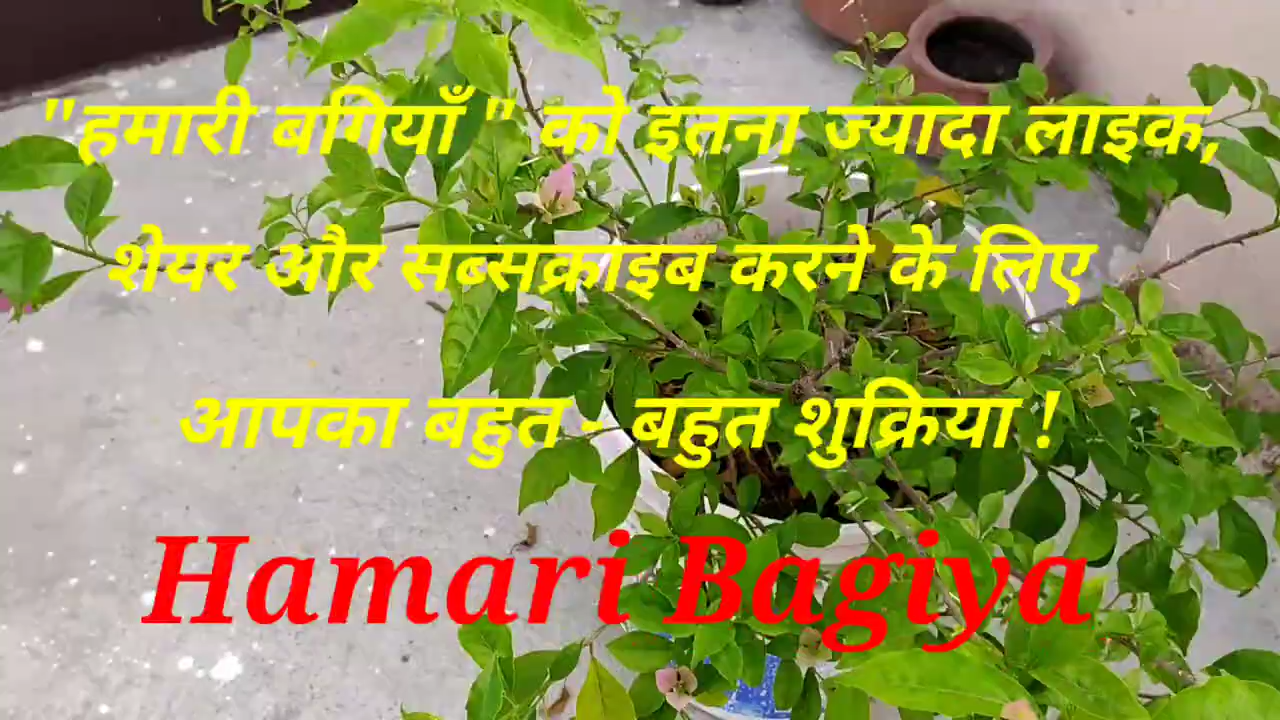 "हमारी बगियाँ " को इतना ज्यादा लाइक,
शेयर और सब्सक्राइब करने के लिए
आपका बहुत - बहुत शुक्रिया !
Hamari Bagiya